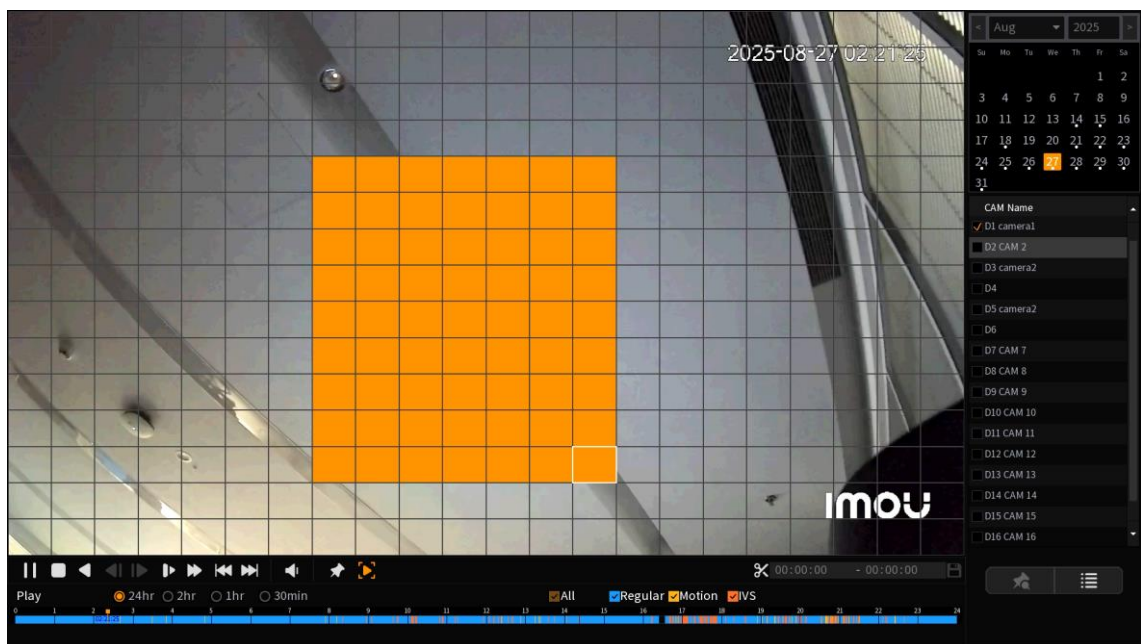 2025-08-27 02:21:25
imou
< Aug 2025 >
Su Mo Tu We Th Fr Sa
1 2
3 4 5 6 7 8 9
10 11 12 13 14 15 16
17 18 19 20 21 22 23
24 25 26 27 28 29 30
31
CAM Name
D1 camera1
D2 CAM 2
D3 camera2
D4
D5 camera2
D6
D7 CAM 7
D8 CAM 8
D9 CAM 9
D10 CAM 10
D11 CAM 11
D12 CAM 12
D13 CAM 13
D14 CAM 14
D15 CAM 15
D16 CAM 16
00:00:00 - 00:00:00
Play 24hr 2hr 1hr 30min All Regular Motion IVS
0 1 2 3 4 5 6 7 8 9 10 11 12 13 14 15 16 17 18 19 20 21 22 23 24
02:21:25